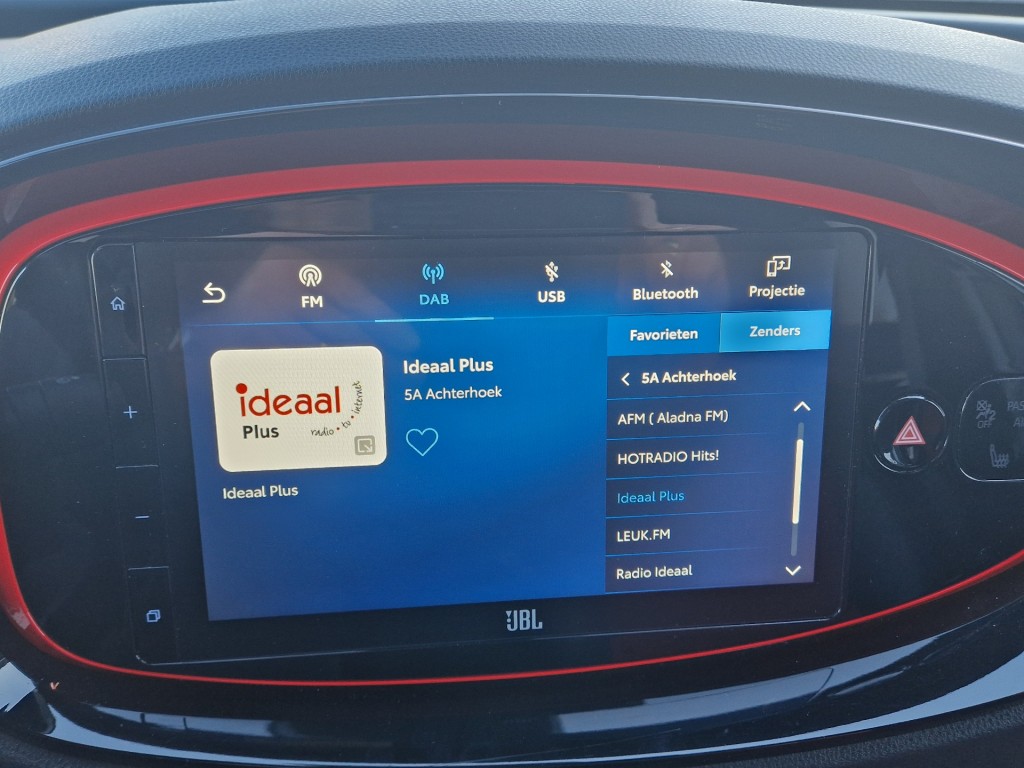 FM
DAB
USB
Bluetooth
Projectie
Favorieten
Zenders
ideaal
Plus
radio • tv • internet
Ideaal Plus
5A Achterhoek
Ideaal Plus
5A Achterhoek
AFM ( Aladna FM)
HOTRADIO Hits!
Ideaal Plus
LEUK.FM
Radio Ideaal
JBL
OFF